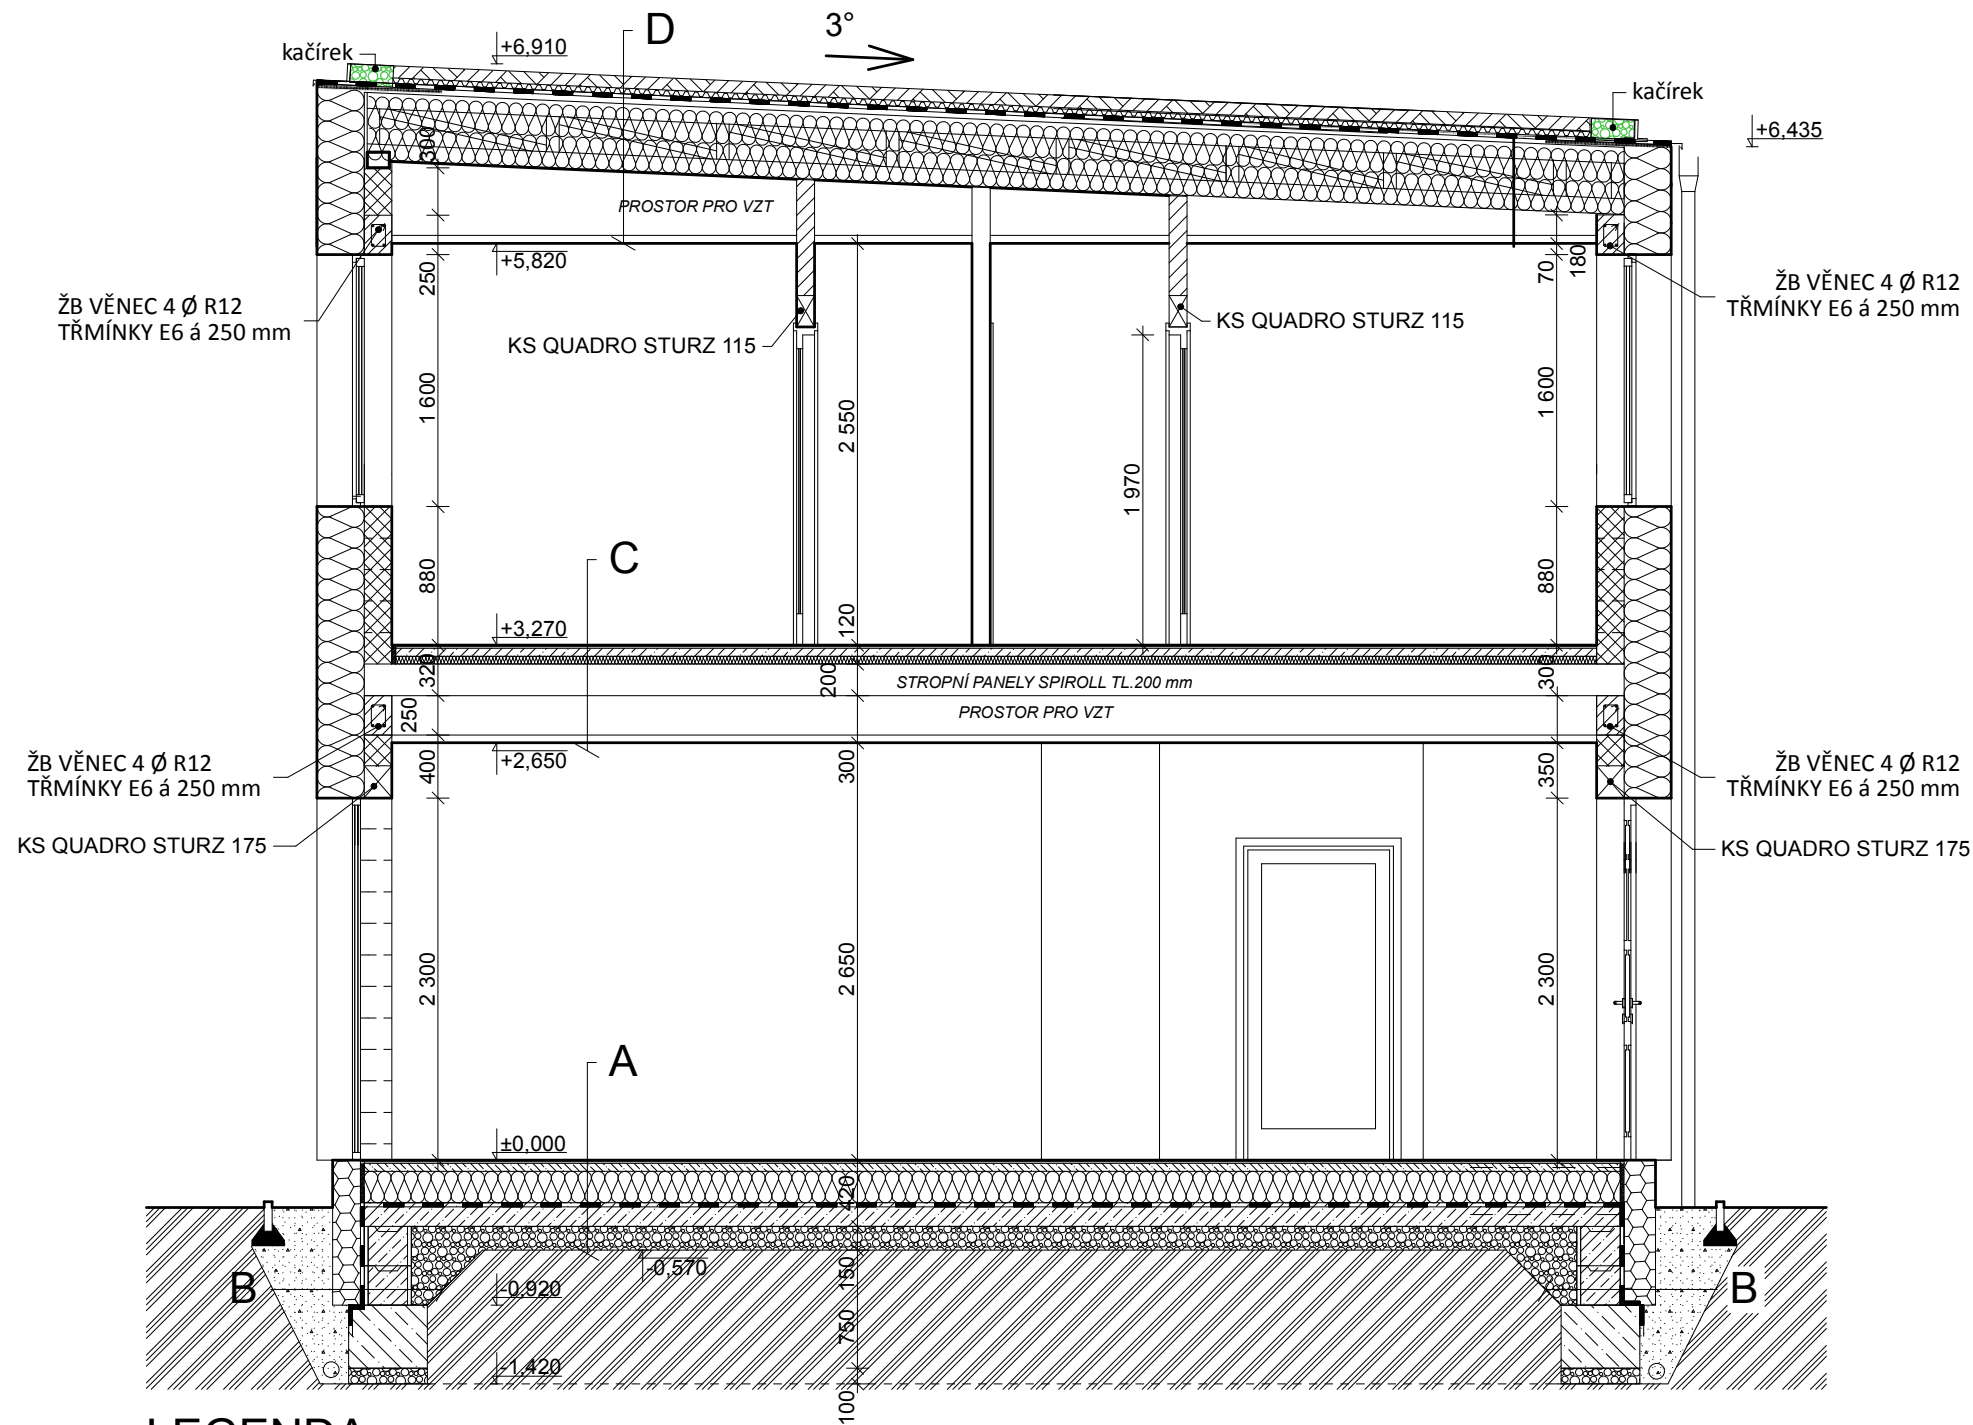 D
3°
kačírek
+6,910
kačírek
+6,435
300
PROSTOR PRO VZT
+5,820
250
70
180
ŽB VĚNEC 4 Ø R12
TŘMÍNKY E6 á 250 mm
KS QUADRO STURZ 115
KS QUADRO STURZ 115
ŽB VĚNEC 4 Ø R12
TŘMÍNKY E6 á 250 mm
1 600
2 550
1 970
1 600
C
880
120
880
+3,270
320
200
STROPNÍ PANELY SPIROLL TL.200 mm
300
250
PROSTOR PRO VZT
+2,650
400
300
350
ŽB VĚNEC 4 Ø R12
TŘMÍNKY E6 á 250 mm
ŽB VĚNEC 4 Ø R12
TŘMÍNKY E6 á 250 mm
KS QUADRO STURZ 175
KS QUADRO STURZ 175
2 300
2 650
2 300
A
±0,000
420
-0,570
150
B
-0,920
B
750
-1,420
100
LEGENDA